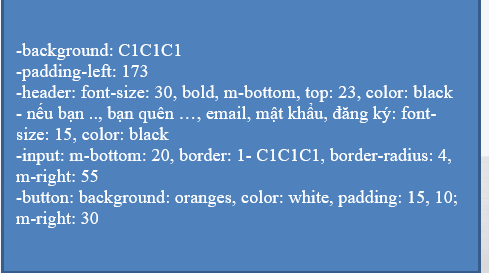 -background: C1C1C1
-padding-left: 173
-header: font-size: 30, bold, m-bottom, top: 23, color: black
- nếu bạn .., bạn quên …, email, mật khẩu, đăng ký: font-
size: 15, color: black
-input: m-bottom: 20, border: 1- C1C1C1, border-radius: 4,
m-right: 55
-button: background: oranges, color: white, padding: 15, 10;
m-right: 30